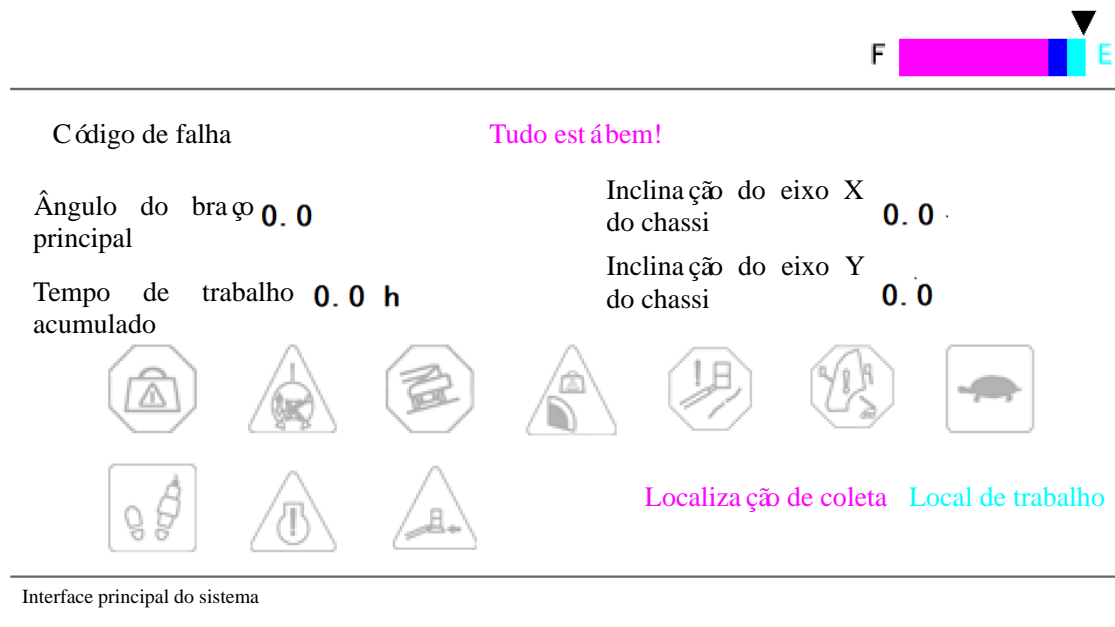 F E
Código de falha Tudo está bem!
Ângulo do braço
principal
0.0
Inclinação do eixo X
do chassi
0.0
Tempo de trabalho
acumulado
0.0 h
Inclinação do eixo Y
do chassi
0.0
Localização de coleta Local de trabalho
Interface principal do sistema